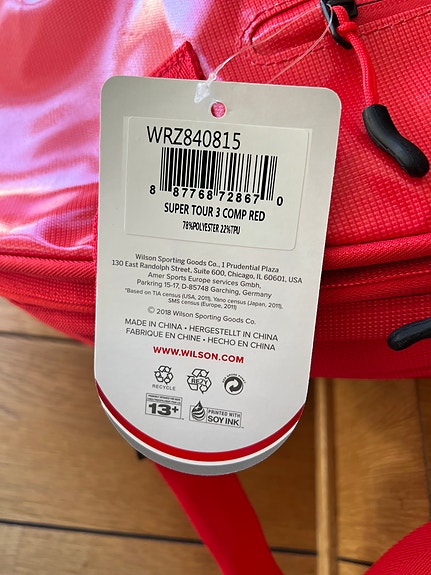 WRZ840815
8 87768 72867 0
SUPER TOUR 3 COMP RED
78%POLYESTER 22%TPU
Wilson Sporting Goods Co., 1 Prudential Plaza
130 East Randolph Street, Suite 600, Chicago, IL 60601, USA
Amer Sports Europe services Gmbh,
Parkring 15-17, D-85748 Garching, Germany
*Based on TIA census (USA, 2011), Yano census (Japan, 2011),
SMS census (Europe, 2011)
© 2018 Wilson Sporting Goods Co.
MADE IN CHINA • HERGESTELLT IN CHINA
FABRIQUE EN CHINE • HECHO EN CHINA
WWW.WILSON.COM
RECYCLE
13+
PRINTED WITH
SOY INK